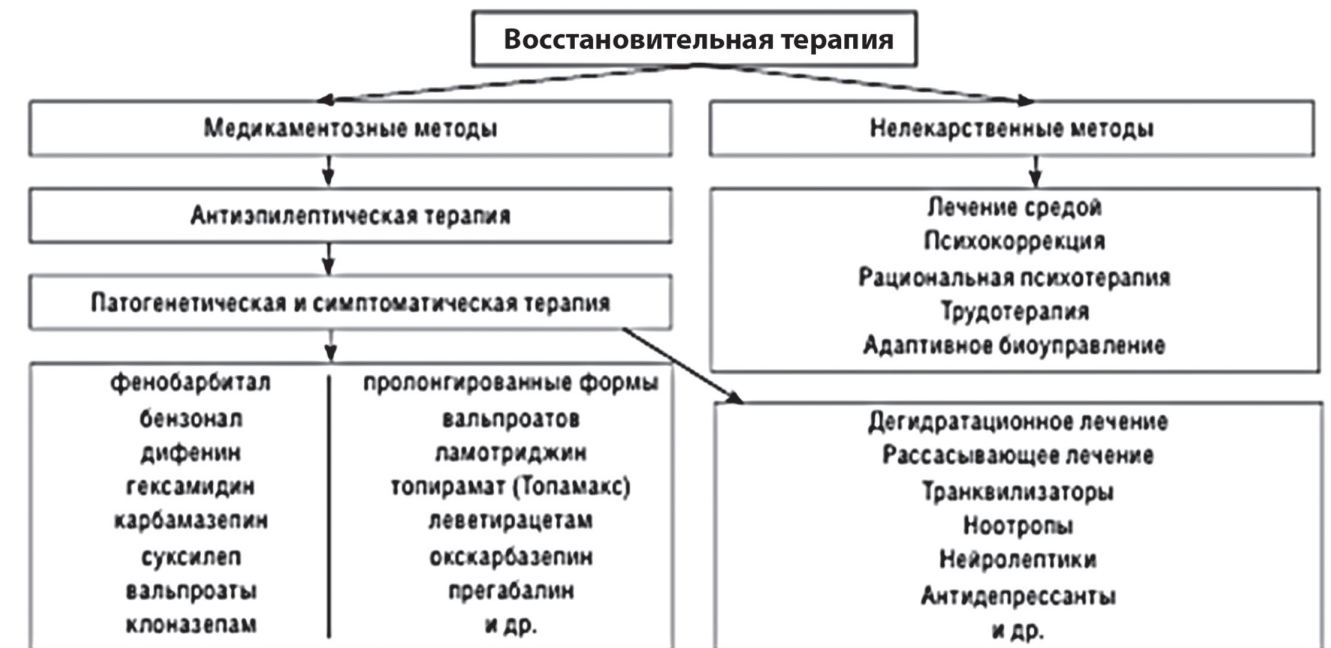 Восстановительная терапия
Медикаментозные методы
Нелекарственные методы
Антиэпилептическая терапия
Патогенетическая и симптоматическая терапия
Лечение средой
Психокоррекция
Рациональная психотерапия
Трудотерапия
Адаптивное биоуправление
фенобарбитал
бензонал
дифенин
гексамидин
карбамазепин
суксилеп
вальпроаты
клоназепам
пролонгированные формы
вальпроатов
ламотриджин
топирамат (Топамакс)
леветирацетам
окскарбазепин
прегабалин
и др.
Дегидратационное лечение
Рассасывающее лечение
Транквилизаторы
Ноотропы
Нейролептики
Антидепрессанты
и др.